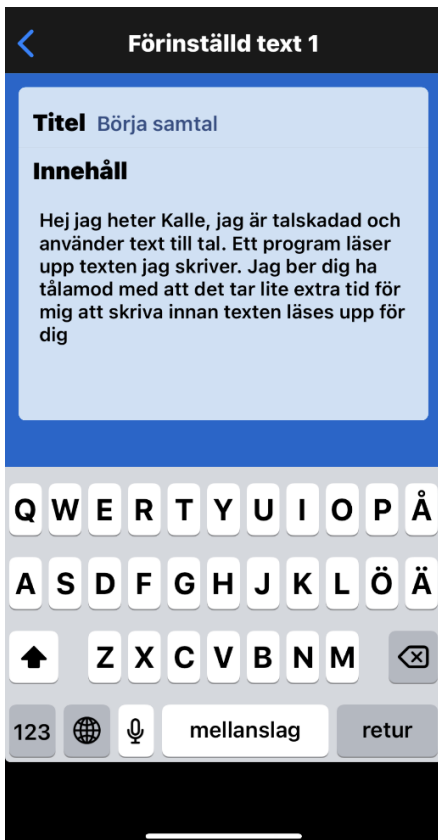 Förinställd text 1
Titel Börja samtal
Innehåll
Hej jag heter Kalle, jag är talskadad och
använder text till tal. Ett program läser
upp texten jag skriver. Jag ber dig ha
tålamod med att det tar lite extra tid för
mig att skriva innan texten läses upp för
dig
Q W E R T Y U I O P Å
A S D F G H J K L Ö Ä
Z X C V B N M
123 mellanslag retur